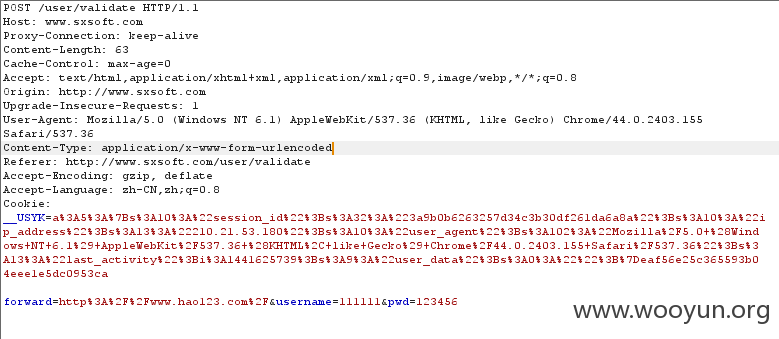 POST /user/validate HTTP/1.1
Host: www.sxsoft.com
Proxy-Connection: keep-alive
Content-Length: 63
Cache-Control: max-age=0
Accept: text/html,application/xhtml+xml,application/xml;q=0.9,image/webp,*/*;q=0.8
Origin: http://www.sxsoft.com
Upgrade-Insecure-Requests: 1
User-Agent: Mozilla/5.0 (Windows NT 6.1) AppleWebKit/537.36 (KHTML, like Gecko) Chrome/44.0.2403.155
Safari/537.36
Content-Type: application/x-www-form-urlencoded
Referer: http://www.sxsoft.com/user/validate
Accept-Encoding: gzip, deflate
Accept-Language: zh-CN,zh;q=0.8
Cookie:
__USYK=a%3A5%3A%7Bs%3A10%3A%22session_id%22%3Bs%3A32%3A%223a9b0b6263257d34c3b30df261da6a8a%22%3Bs%3A10%3A%22i
p_address%22%3Bs%3A13%3A%22210.21.53.180%22%3Bs%3A10%3A%22user_agent%22%3Bs%3A102%3A%22Mozilla%2F5.0+%28Wind
ows+NT+6.1%29+AppleWebKit%2F537.36+%28KHTML%2C+like+Gecko%29+Chrome%2F44.0.2403.155+Safari%2F537.36%22%3Bs%3
A13%3A%22last_activity%22%3Bi%3A1441625739%3Bs%3A9%3A%22user_data%22%3Bs%3A0%3A%22%22%3B%7Deaf56e25c365593b0
4eee1e5dc0953ca
forward=http%3A%2F%2Fwww.hao123.com%2F&username=111111&pwd=123456
www.wooyun.org